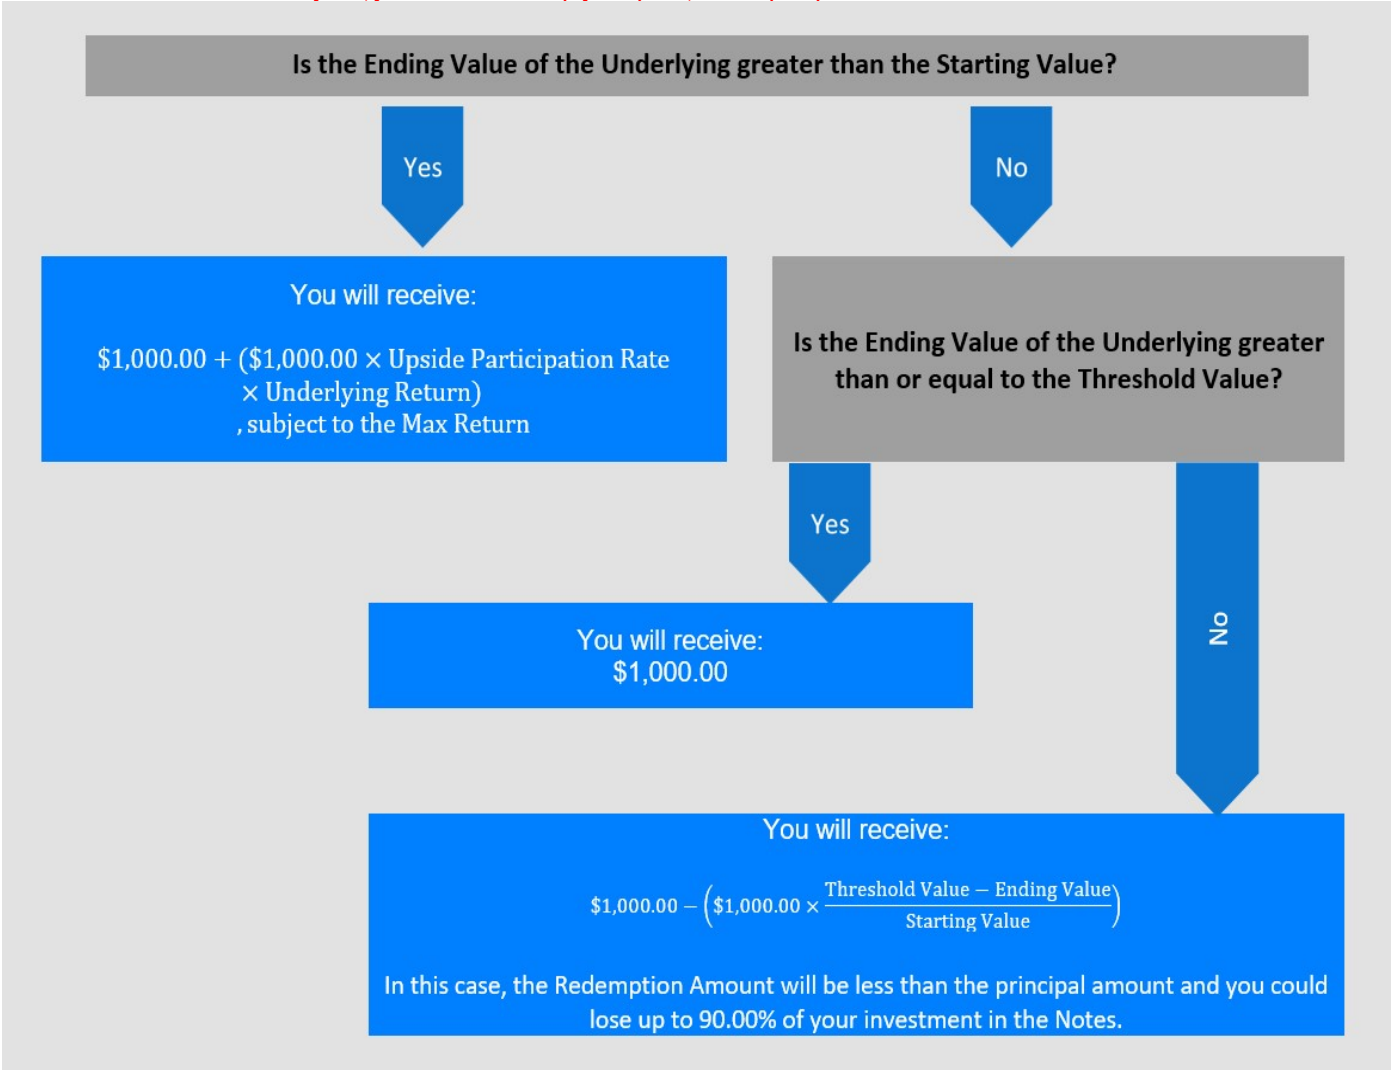 Is the Ending Value of the Underlying greater than the Starting Value?
Yes
No
You will receive:
$1,000.00 + ($1,000.00 × Upside Participation Rate
× Underlying Return)
, subject to the Max Return
Is the Ending Value of the Underlying greater
than or equal to the Threshold Value?
Yes
No
You will receive:
$1,000.00
You will receive:
$1,000.00 − ($1,000.00 × (Threshold Value − Ending Value) / Starting Value)
In this case, the Redemption Amount will be less than the principal amount and you could
lose up to 90.00% of your investment in the Notes.